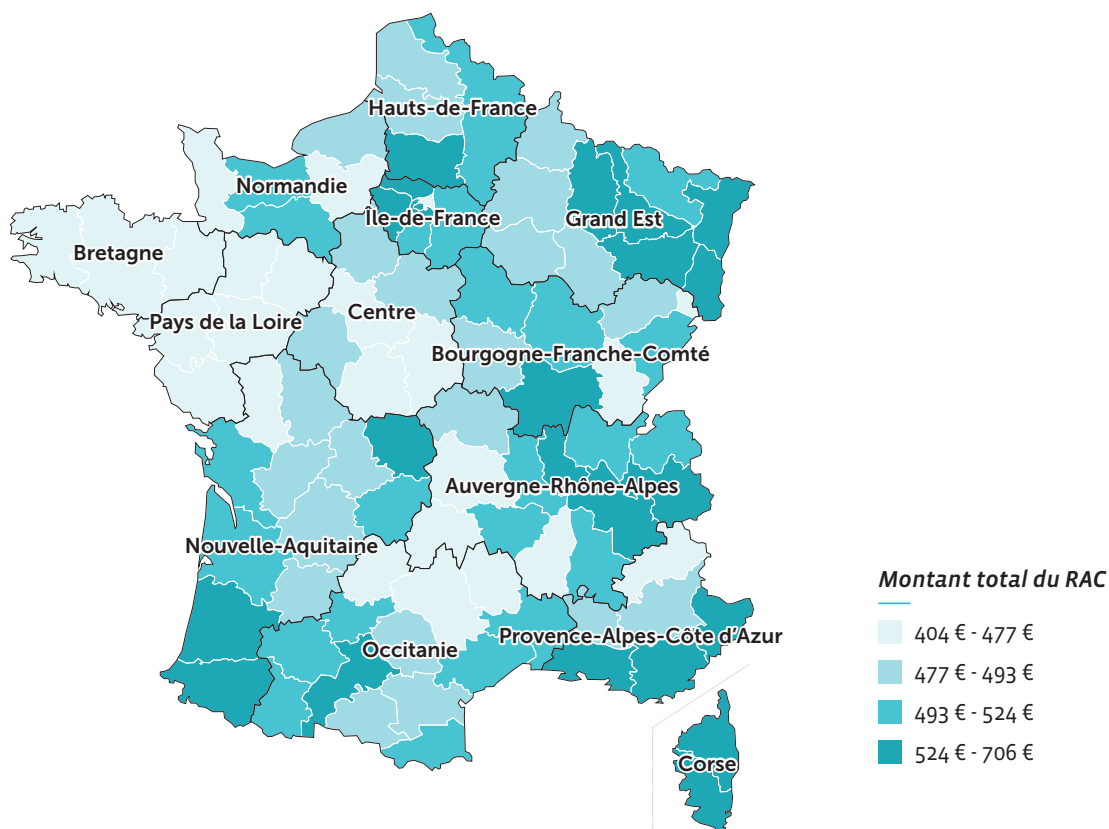 Hauts-de-France
Normandie
Île-de-France
Grand Est
Bretagne
Pays de la Loire
Centre
Bourgogne-Franche-Comté
Auvergne-Rhône-Alpes
Nouvelle-Aquitaine
Occitanie
Provence-Alpes-Côte d'Azur
Corse
Montant total du RAC
404 € - 477 €
477 € - 493 €
493 € - 524 €
524 € - 706 €